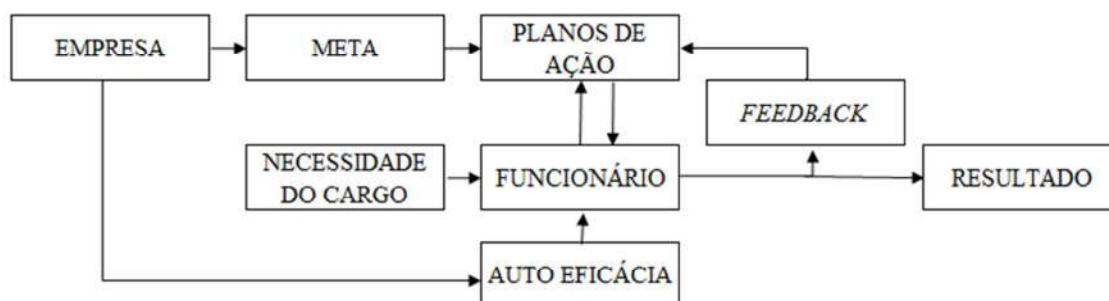 EMPRESA
META
PLANOS DE
AÇÃO
FEEDBACK
NECESSIDADE
DO CARGO
FUNCIONÁRIO
RESULTADO
AUTO EFICÁCIA